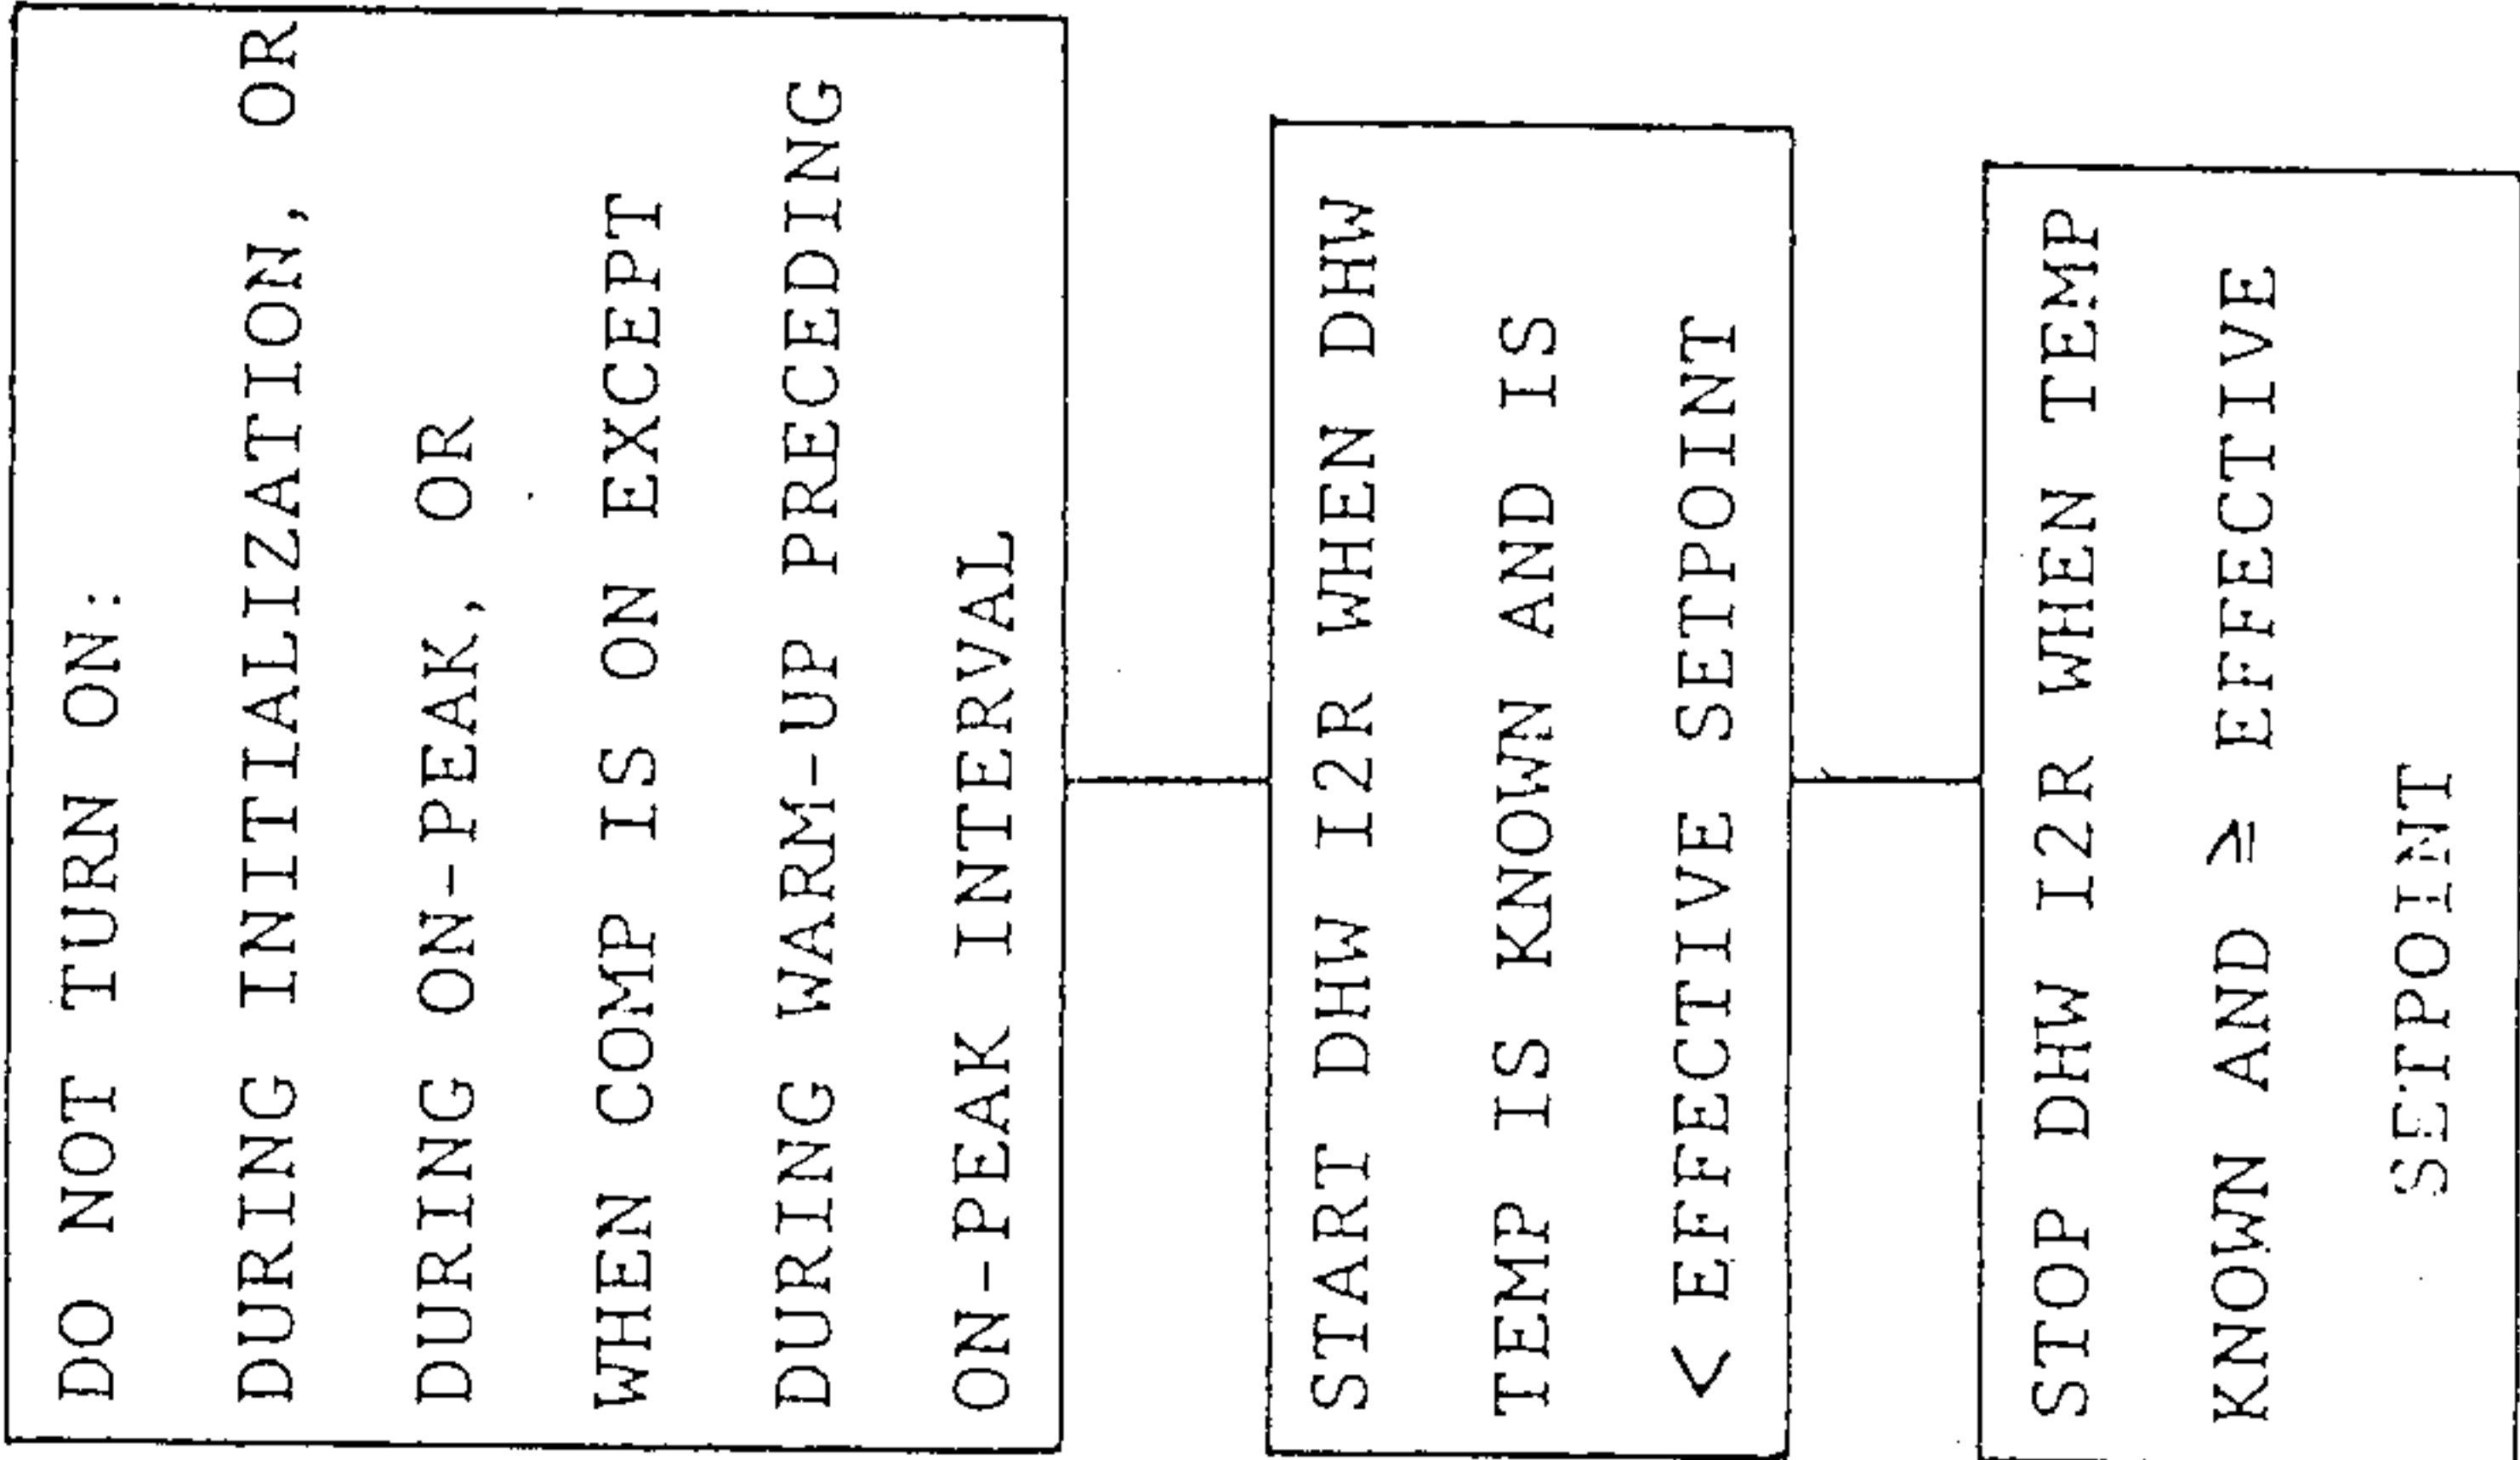 DO NOT TURN ON:
DURING INITIALIZATION, OR
DURING ON-PEAK, OR
WHEN COMP IS ON EXCEPT
DURING WARM-UP PRECEDING
ON-PEAK INTERVAL
START DHW I2R WHEN DHW
TEMP IS KNOWN AND IS
< EFFECTIVE SETPOINT
STOP DHW I2R WHEN TEMP
KNOWN AND ≥ EFFECTIVE
SETPOINT